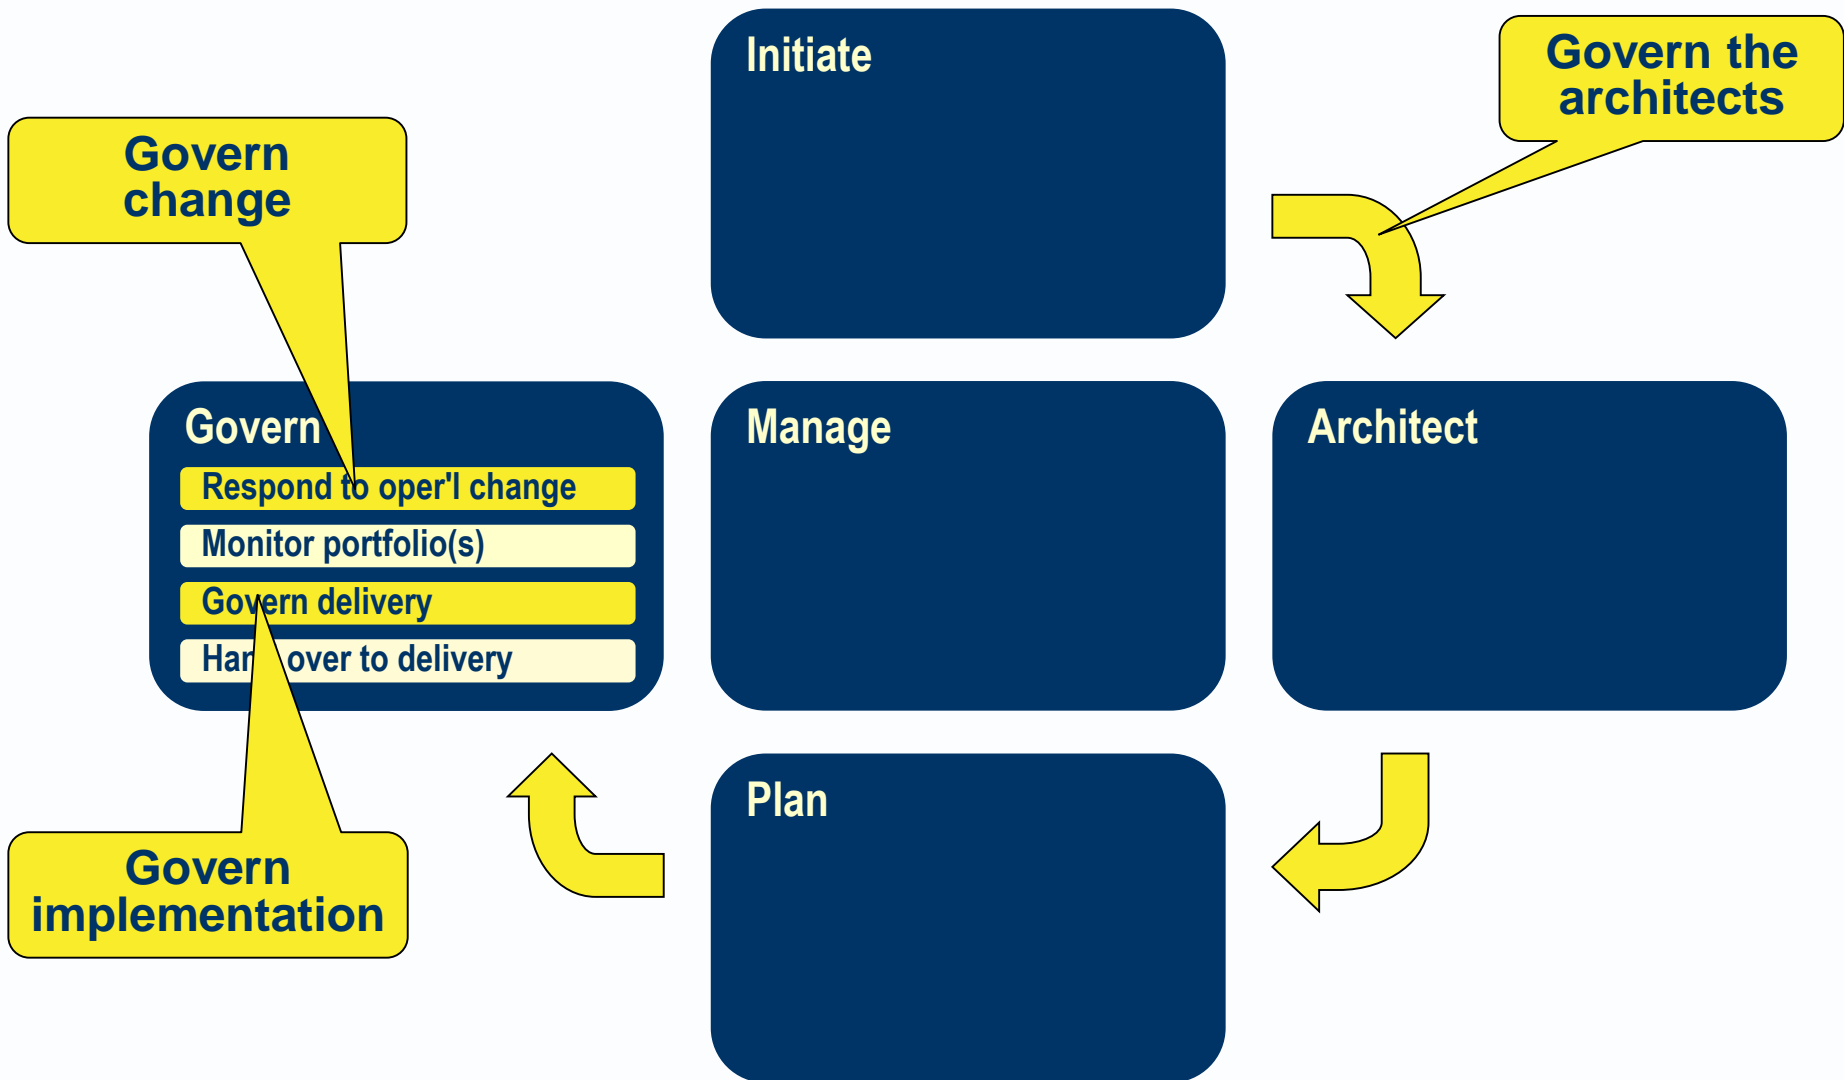 Initiate
Govern the
architects
Govern
change
Govern
Respond to oper'l change
Monitor portfolio(s)
Govern delivery
Han over to delivery
Manage
Architect
Plan
Govern
implementation